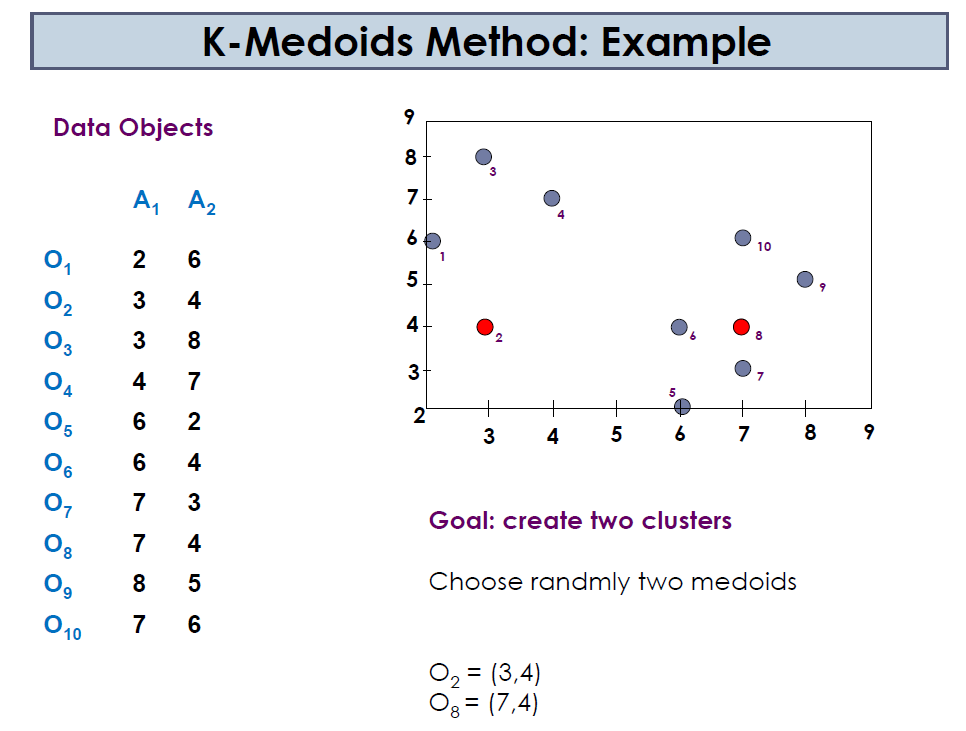 K-Medoids Method: Example
Data Objects
A1 A2
O1 2 6
O2 3 4
O3 3 8
O4 4 7
O5 6 2
O6 6 4
O7 7 3
O8 7 4
O9 8 5
O10 7 6
9
8
7
6
5
4
3
2
3 4 5 6 7 8 9
3
4
1
10
9
2
6
8
7
5
Goal: create two clusters
Choose randmly two medoids
O2 = (3,4)
O8 = (7,4)